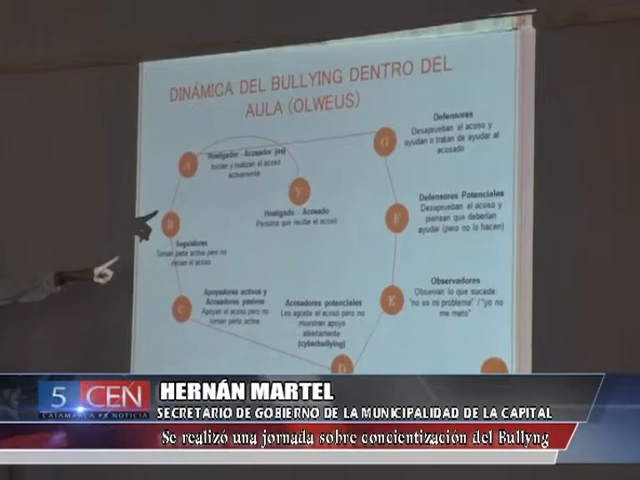 DINÁMICA DEL BULLYING DENTRO DEL
AULA (OLWEUS)
A
Hostigador - Acosador (es)
Inician y realizan el acoso
activamente
Y
Hostigado - Acosado
Persona que recibe el acoso
G
Defensores
Desaprueban el acoso y
ayudan o tratan de ayudar al
acosado
B
Seguidores
Toman parte activa pero no
inician el acoso
F
Defensores Potenciales
Desaprueban el acoso y
piensan que deberían
ayudar (pero no lo hacen)
C
Apoyadores activos y
Acosadores pasivos
Apoyan el acoso pero no
toman parte activa
Acosadores potenciales
Les agrada el acoso pero no
muestran apoyo
abiertamente
(cyberbullying)
D
E
Observadores
Observan lo que sucede:
"no es mi problema" / "yo no
me meto"
5 CEN
CATAMARCA ES NOTICIA
HERNÁN MARTEL
SECRETARIO DE GOBIERNO DE LA MUNICIPALIDAD DE LA CAPITAL
Se realizó una jornada sobre concientización del Bullyng